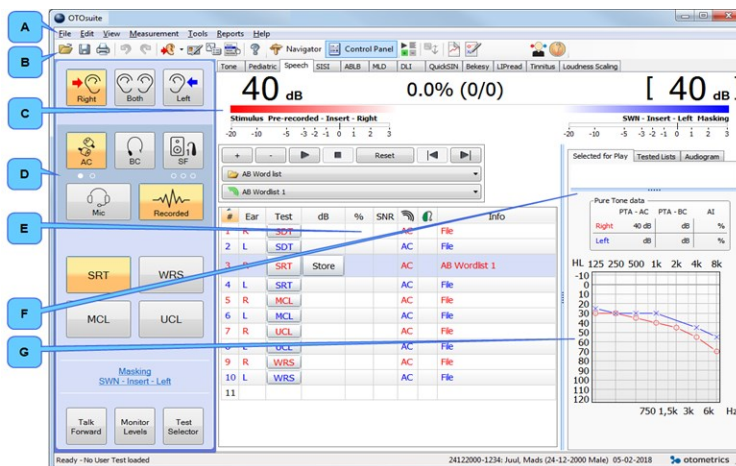 OTOsuite
A
File Edit View Measurement Tools Reports Help
B
Navigator Control Panel
Right Both Left
Tone Pediatric Speech SISI ABLB MLD DLI QuickSIN Bekesy LIPread Tinnitus Loudness Scaling
40 dB 0.0% (0/0) [ 40 dB ]
C
Stimulus Pre-recorded - Insert - Right SWN - Insert - Left Masking
-20 -10 -5 -3 -2 -1 0 1 2 3 -20 -10 -5 -3 -2 -1 0 1 2 3
AC BC SF
D
Mic Recorded
+ - Reset
AB Word list
AB Wordlist 1
Selected for Play Tested Lists Audiogram
Pure Tone data
PTA - AC PTA - BC AI
Right 40 dB dB %
Left dB dB %
# Ear Test dB % SNR Info
1 R SDT AC File
E
2 L SDT AC File
3 SRT Store AC AB Wordlist 1
4 L SRT AC File
5 R MCL AC File
6 L MCL AC File
7 R UCL AC File
8 L UCL AC File
9 R WRS AC File
10 L WRS AC File
11
SRT WRS
F
MCL UCL
G
HL 125 250 500 1k 2k 4k 8k
-10
0
10
20
30
40
50
60
70
80
90
100
110
120
750 1,5k 3k 6k Hz
Masking
SWN - Insert - Left
Talk Forward Monitor Levels Test Selector
Ready - No User Test loaded 24122000-1234: Juul, Mads (24-12-2000 Male) 05-02-2018 otometrics